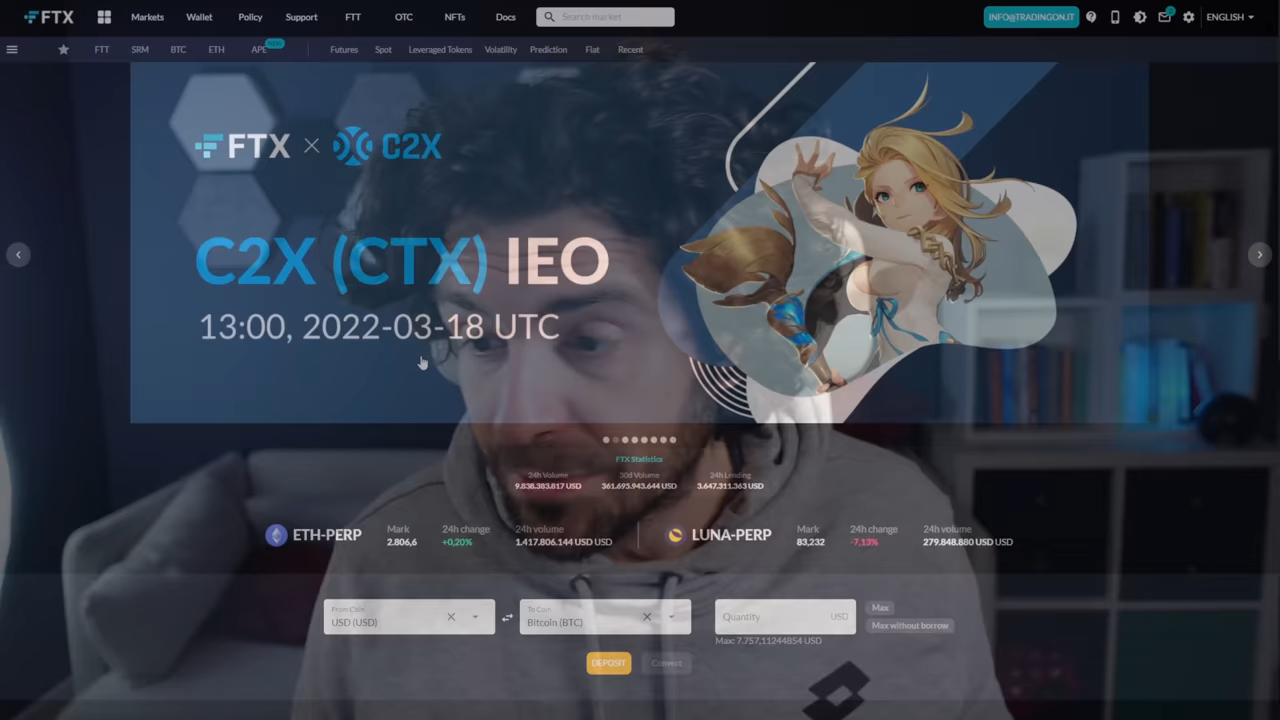 FTX Markets Wallet Policy Support FTT OTC NFTs Docs Search market INFO@TRADINGON.IT ENGLISH
FTT SRM BTC ETH APE NEW Futures Spot Leveraged Tokens Volatility Prediction Fiat Recent
FTX × C2X
C2X (CTX) IEO
13:00, 2022-03-18 UTC
FTX Statistics
24h Volume 30d Volume 24h Lending
9.838.383.817 USD 361.695.943.644 USD 3.647.311.363 USD
ETH-PERP Mark 24h change 24h volume LUNA-PERP Mark 24h change 24h volume
2.806,6 +0,20% 1.417.806.144 USD USD 83,232 -7,13% 279.848.880 USD USD
From Coin To Coin
USD (USD) Bitcoin (BTC) Quantity USD Max
Max without borrow
Max: 7.757,11244854 USD
DEPOSIT Convert